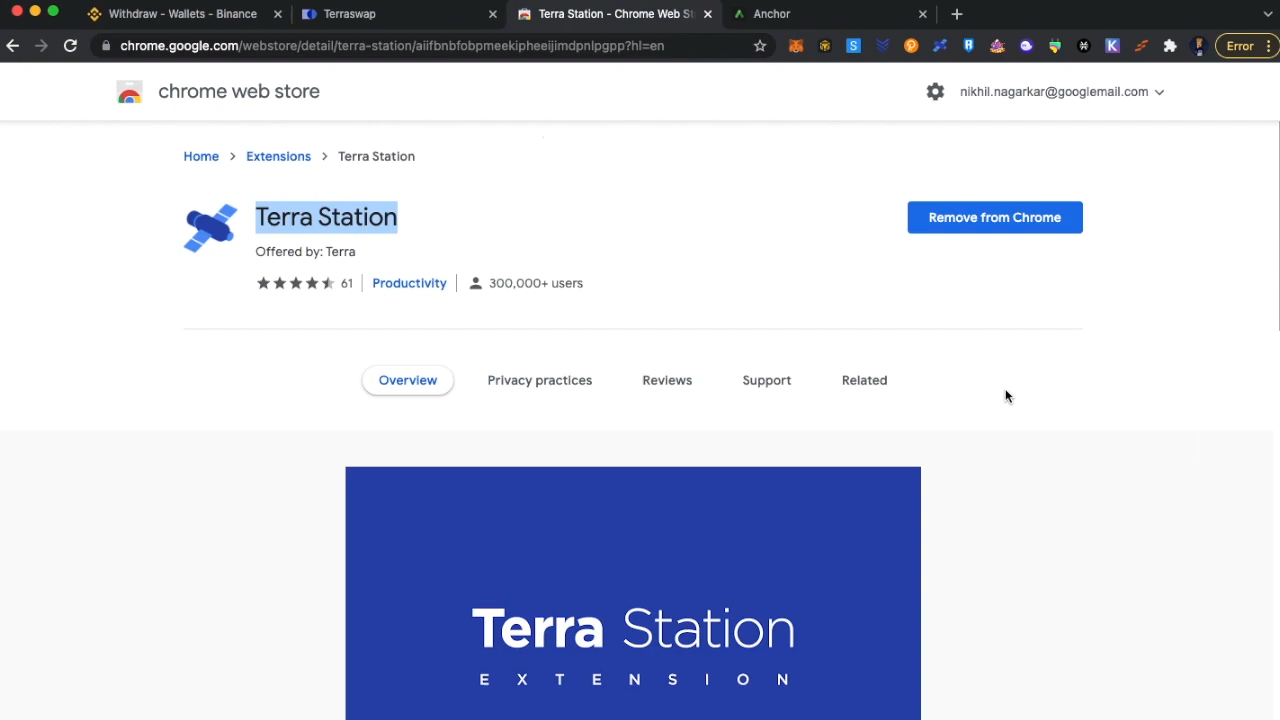 Withdraw - Wallets - Binance
Terraswap
Terra Station - Chrome Web St
Anchor
chrome.google.com/webstore/detail/terra-station/aiifbnbfobpmeekipheeijimdpnlpgpp?hl=en
Error
chrome web store
nikhil.nagarkar@googlemail.com
Home > Extensions > Terra Station
Terra Station
Remove from Chrome
Offered by: Terra
61
Productivity
300,000+ users
Overview
Privacy practices
Reviews
Support
Related
Terra Station
EXTENSION